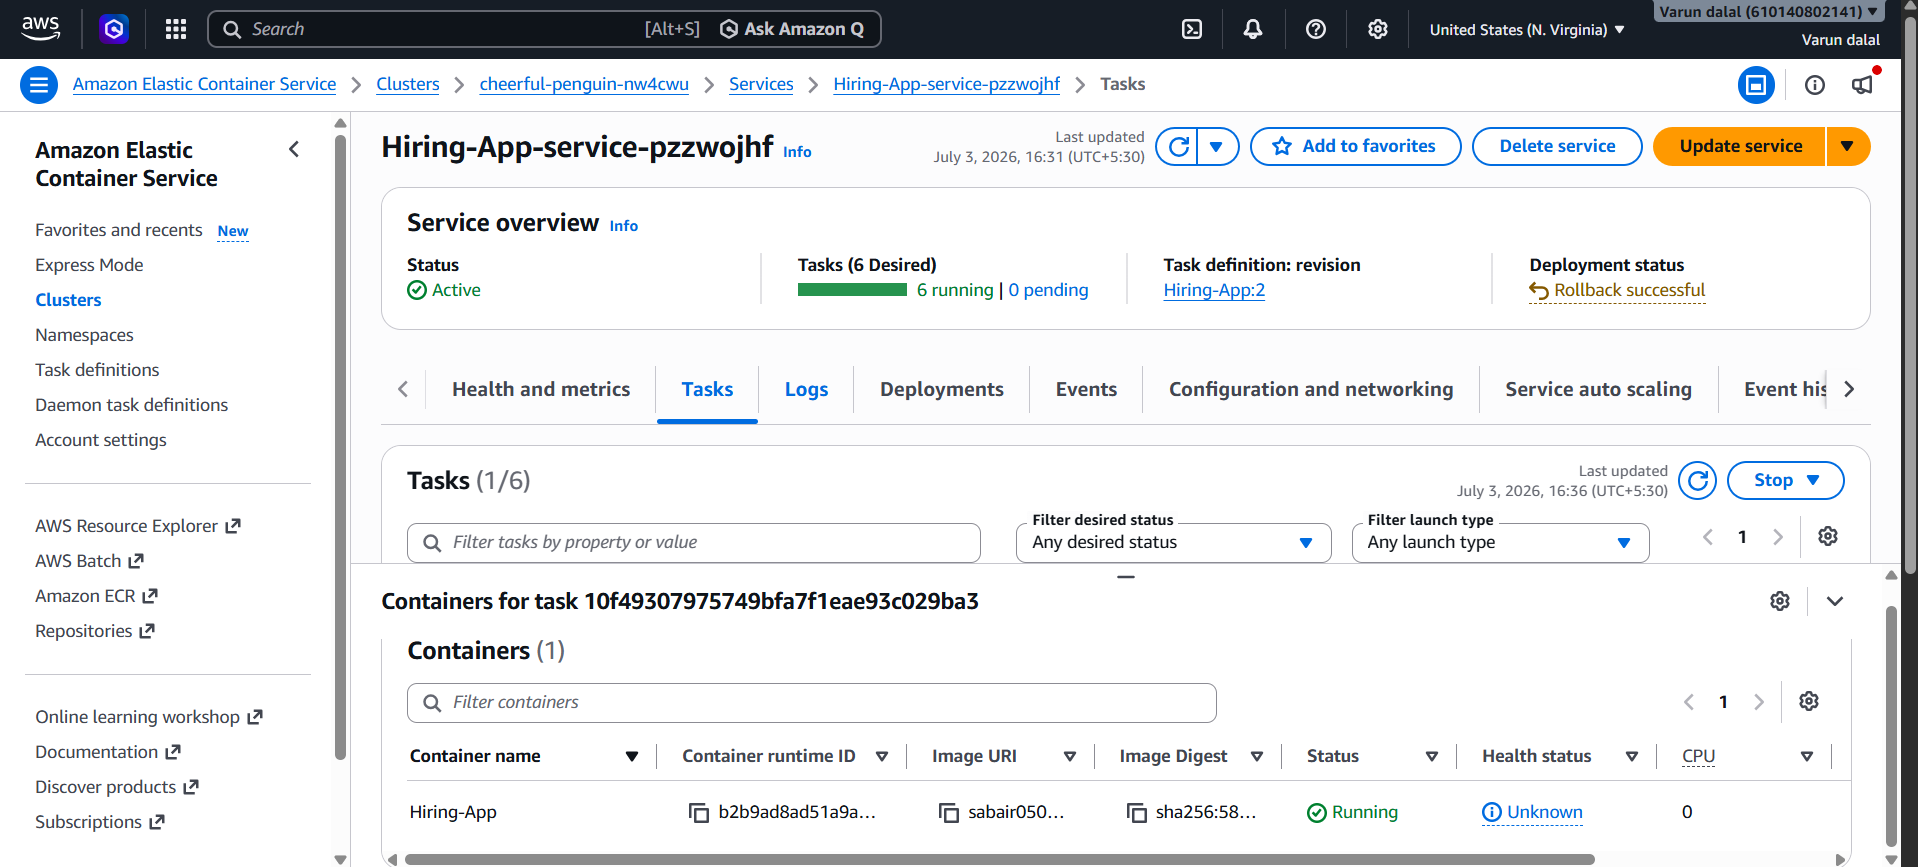 aws
Search [Alt+S] Ask Amazon Q
United States (N. Virginia)
Varun dalal (610140802141)
Varun dalal
Amazon Elastic Container Service
Clusters
cheerful-penguin-nw4cwu
Services
Hiring-App-service-pzzwojhf
Tasks
Amazon Elastic
Container Service
Favorites and recents New
Express Mode
Clusters
Namespaces
Task definitions
Daemon task definitions
Account settings
AWS Resource Explorer
AWS Batch
Amazon ECR
Repositories
Online learning workshop
Documentation
Discover products
Subscriptions
Hiring-App-service-pzzwojhf Info
Last updated
July 3, 2026, 16:31 (UTC+5:30)
Add to favorites
Delete service
Update service
Service overview Info
Status
Active
Tasks (6 Desired)
6 running | 0 pending
Task definition: revision
Hiring-App:2
Deployment status
Rollback successful
Health and metrics
Tasks
Logs
Deployments
Events
Configuration and networking
Service auto scaling
Event his
Tasks (1/6)
Last updated
July 3, 2026, 16:36 (UTC+5:30)
Stop
Filter tasks by property or value
Filter desired status
Any desired status
Filter launch type
Any launch type
1
Containers for task 10f49307975749bfa7f1eae93c029ba3
Containers (1)
Filter containers
1
Container name Container runtime ID Image URI Image Digest Status Health status CPU
Hiring-App b2b9ad8ad51a9a... sabair050... sha256:58... Running Unknown 0